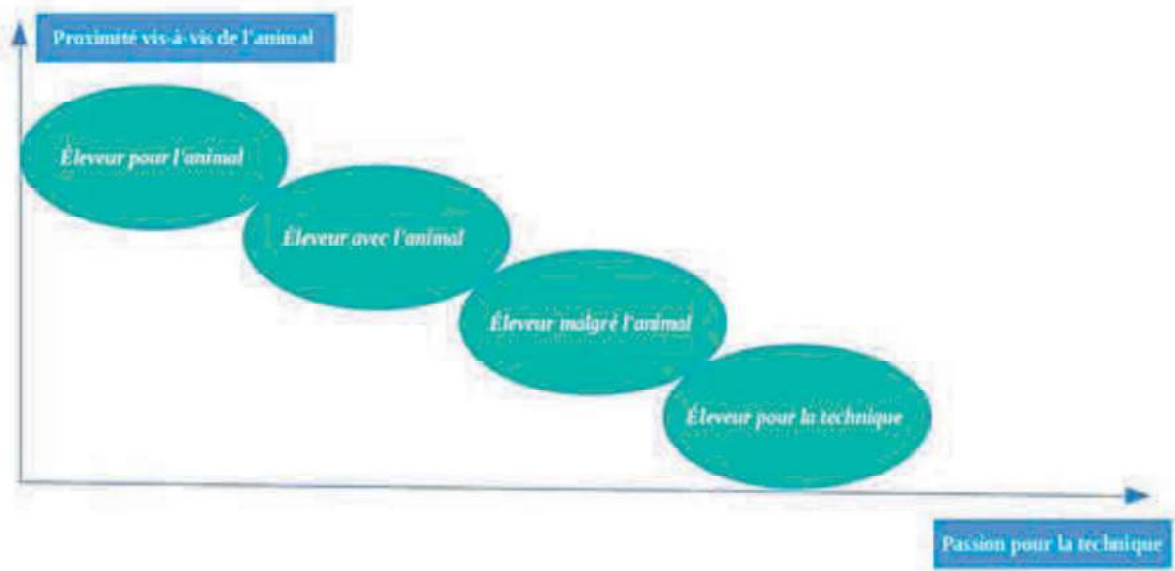 Proximité vis-à-vis de l'animal
Éleveur pour l'animal
Éleveur avec l'animal
Éleveur malgré l'animal
Éleveur pour la technique
Passion pour la technique